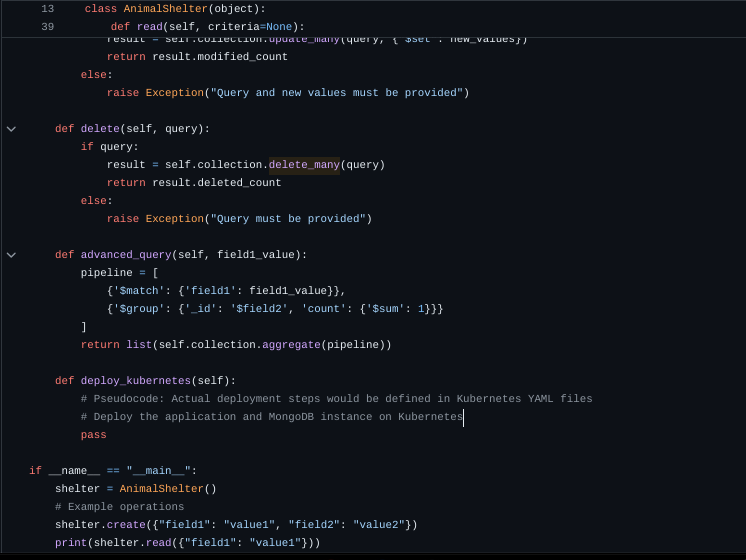 13 class AnimalShelter(object):
39 def read(self, criteria=None):
result = self.collection.update_many(query, {"$set": new_values})
return result.modified_count
else:
raise Exception("Query and new values must be provided")
def delete(self, query):
if query:
result = self.collection.delete_many(query)
return result.deleted_count
else:
raise Exception("Query must be provided")
def advanced_query(self, field1_value):
pipeline = [
{'$match': {'field1': field1_value}},
{'$group': {'_id': '$field2', 'count': {'$sum': 1}}}
]
return list(self.collection.aggregate(pipeline))
def deploy_kubernetes(self):
# Pseudocode: Actual deployment steps would be defined in Kubernetes YAML files
# Deploy the application and MongoDB instance on Kubernetes
pass
if __name__ == "__main__":
shelter = AnimalShelter()
# Example operations
shelter.create({"field1": "value1", "field2": "value2"})
print(shelter.read({"field1": "value1"}))